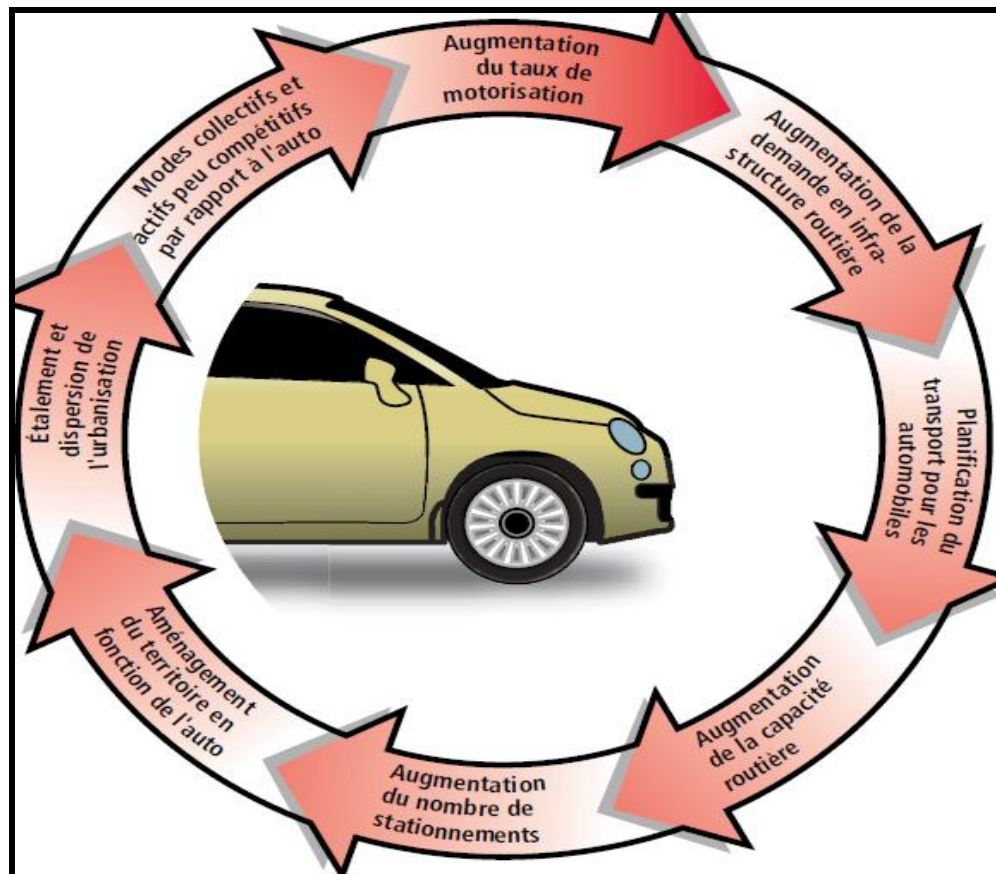 Augmentation
du taux de
motorisation
Augmentation de la
demande en infra-
structure routière
Planification du
transport pour les
automobiles
Augmentation
de la capacité
routière
Augmentation
du nombre de
stationnements
Aménagement
du territoire en
fonction de l'auto
Étalement et
dispersion de
l'urbanisation
Modes collectifs et
actifs peu compétitifs
par rapport à l'auto